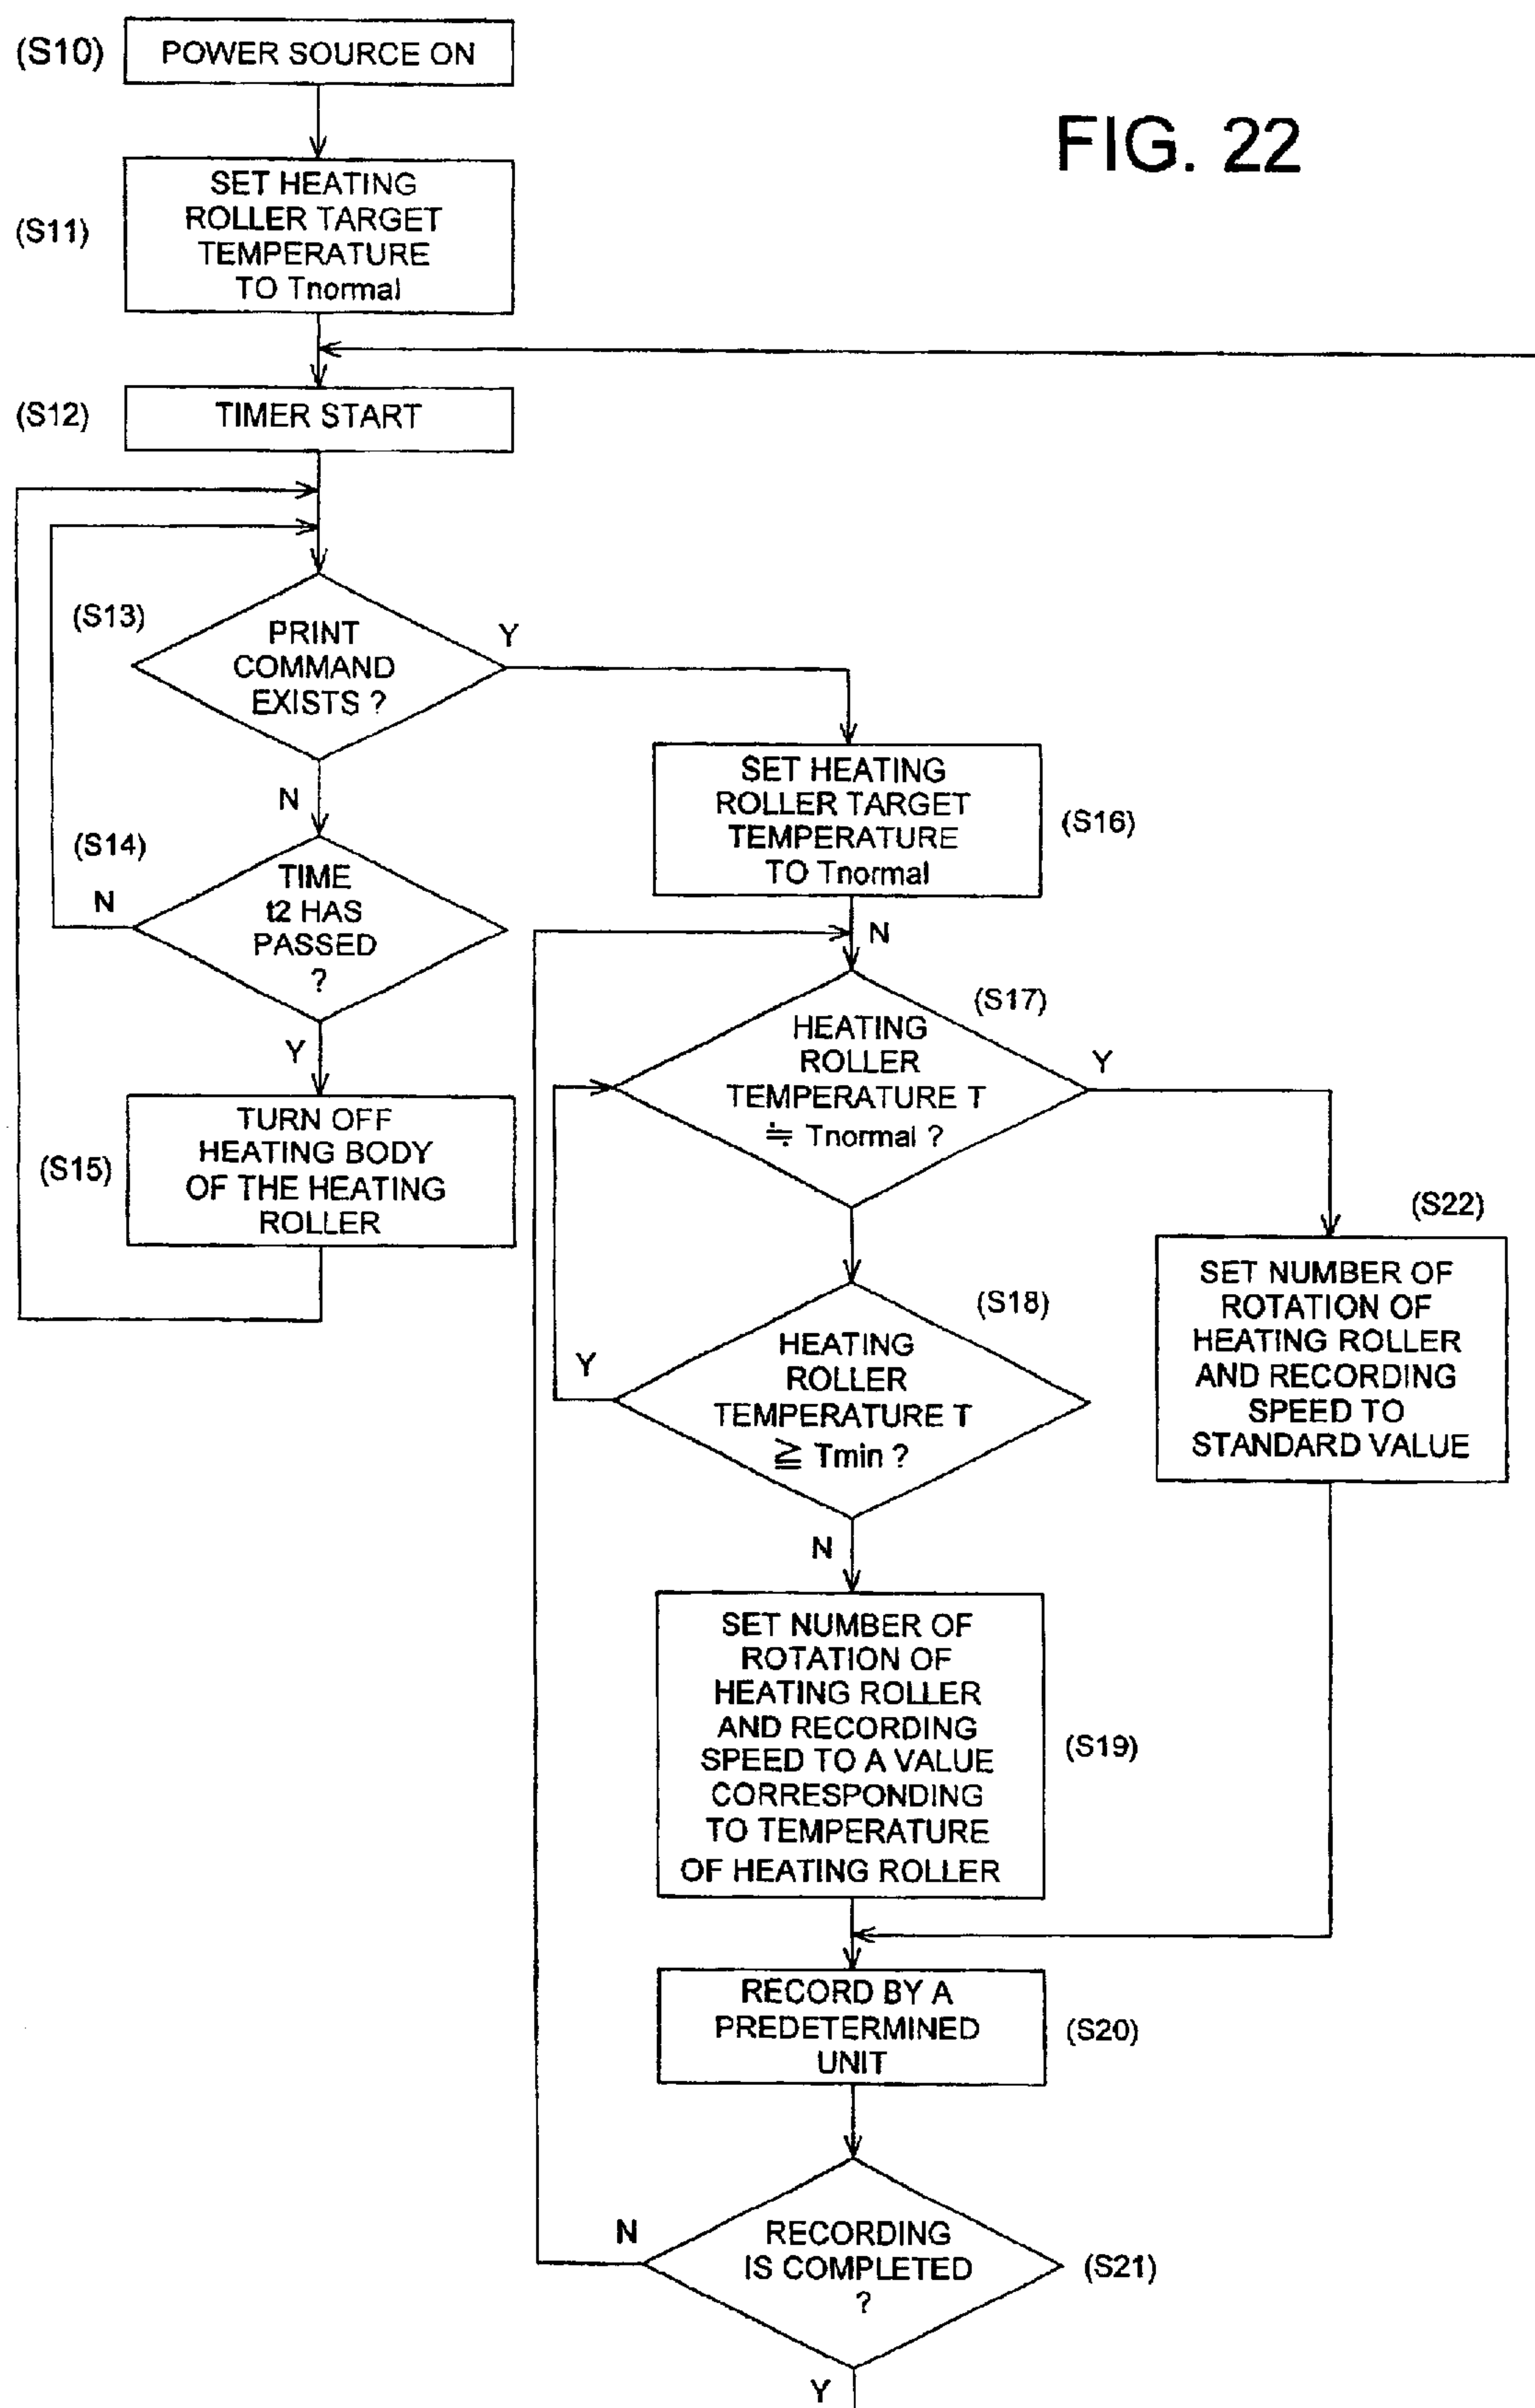 FIG. 22
(S10)
POWER SOURCE ON
(S11)
SET HEATING
ROLLER TARGET
TEMPERATURE
TO Tnormal
(S12)
TIMER START
(S13)
PRINT
COMMAND
EXISTS ?
Y
N
(S14)
TIME
t2 HAS
PASSED
?
N
Y
(S15)
TURN OFF
HEATING BODY
OF THE HEATING
ROLLER
SET HEATING
ROLLER TARGET
TEMPERATURE
TO Tnormal
(S16)
N
(S17)
HEATING
ROLLER
TEMPERATURE T
≒ Tnormal ?
Y
(S18)
HEATING
ROLLER
TEMPERATURE T
≧ Tmin ?
Y
N
(S22)
SET NUMBER OF
ROTATION OF
HEATING ROLLER
AND RECORDING
SPEED TO
STANDARD VALUE
SET NUMBER OF
ROTATION OF
HEATING ROLLER
AND RECORDING
SPEED TO A VALUE
CORRESPONDING
TO TEMPERATURE
OF HEATING ROLLER
(S19)
RECORD BY A
PREDETERMINED
UNIT
(S20)
N
RECORDING
IS COMPLETED
?
(S21)
Y